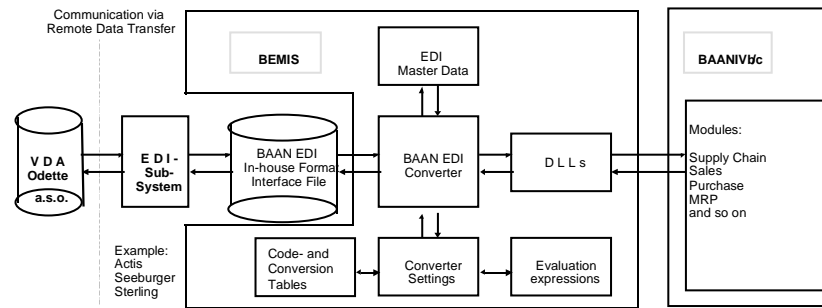 Communication via
Remote Data Transfer
BEMIS
EDI
Master Data
BAANIVb/c
V D A
Odette
a.s.o.
E D I -
Sub-
System
BAAN EDI
In-house Format
Interface File
BAAN EDI
Converter
D L L s
Modules:
Supply Chain
Sales
Purchase
MRP
and so on
Example:
Actis
Seeburger
Sterling
Code- and
Conversion
Tables
Converter
Settings
Evaluation
expressions